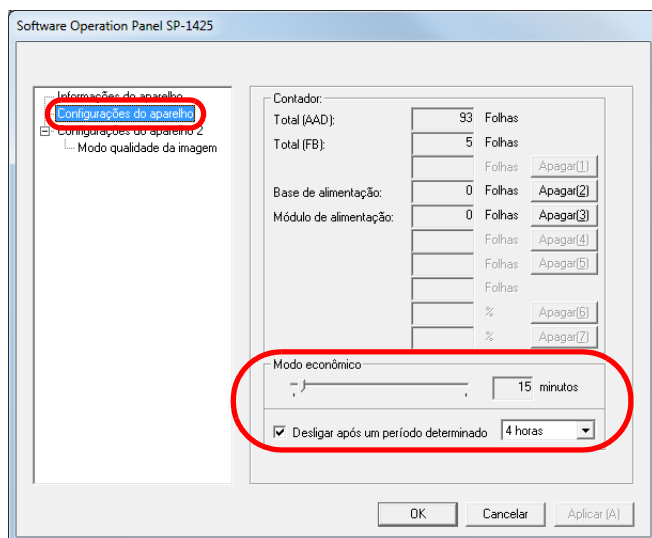 Software Operation Panel SP-1425
Informações do aparelho
Configurações do aparelho
Configurações do aparelho 2
Modo qualidade da imagem
Contador:
Total (AAD): 93 Folhas
Total (FB): 5 Folhas
Folhas Apagar(1)
Base de alimentação: 0 Folhas Apagar(2)
Módulo de alimentação: 0 Folhas Apagar(3)
Folhas Apagar(4)
Folhas Apagar(5)
Folhas
% Apagar(6)
% Apagar(7)
Modo econômico
15 minutos
Desligar após um período determinado 4 horas
OK Cancelar Aplicar (A)